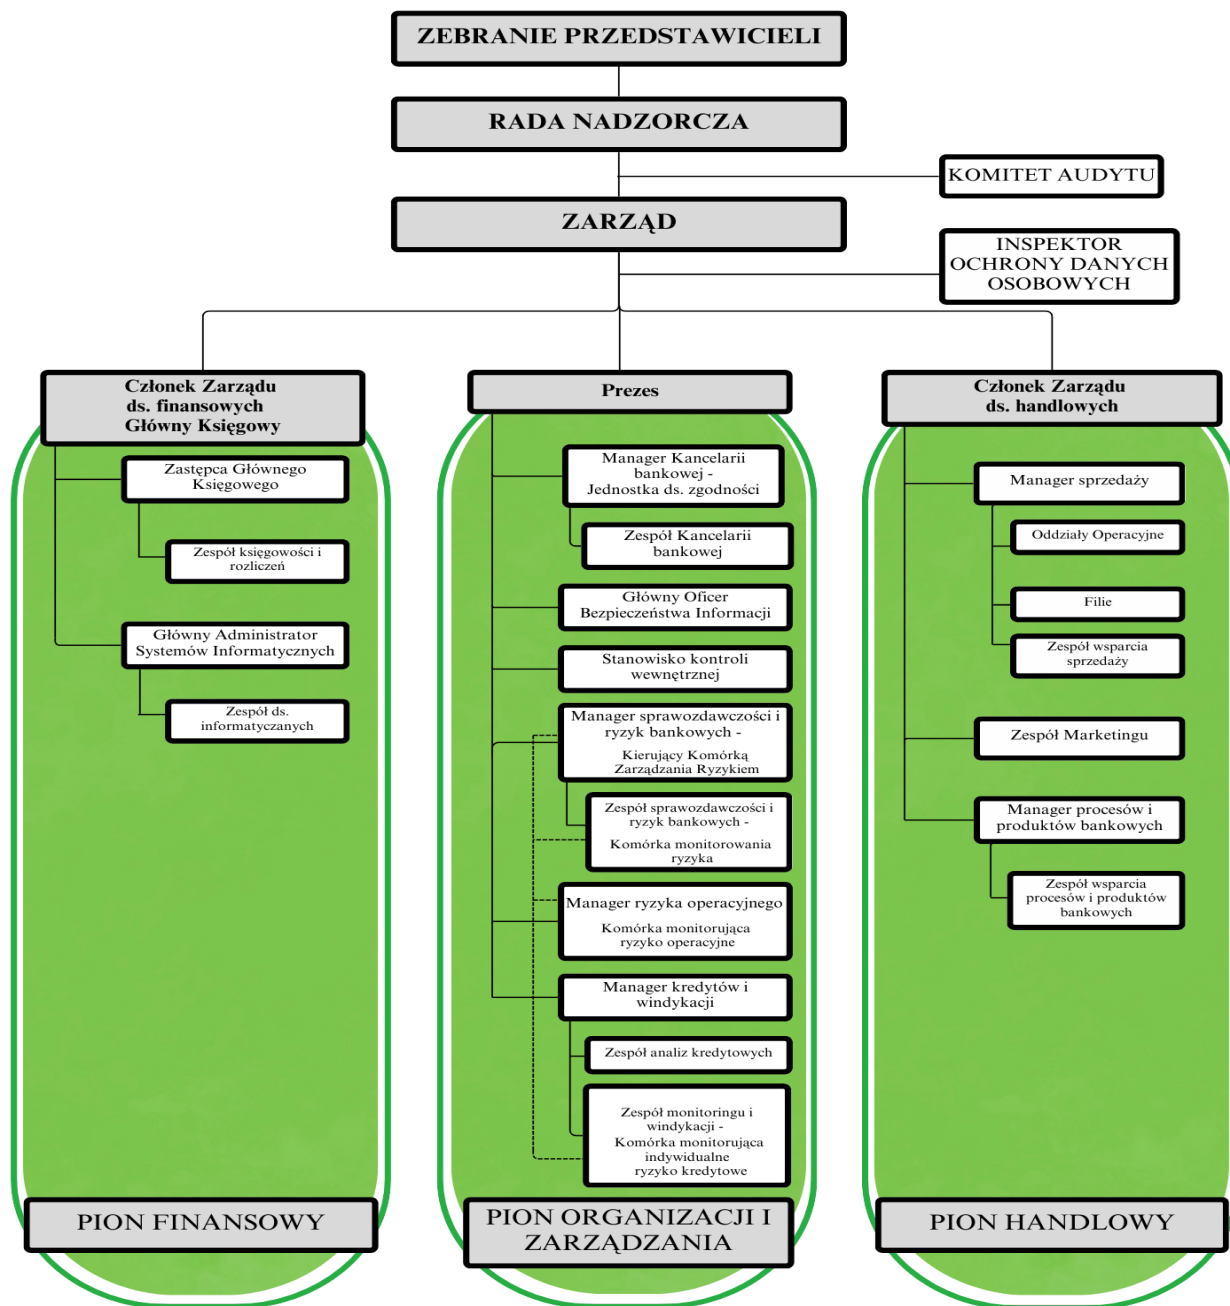 ZEBRANIE PRZEDSTAWICIELI
RADA NADZORCZA
KOMITET AUDYTU
ZARZĄD
INSPEKTOR
OCHRONY DANYCH
OSOBOWYCH
Członek Zarządu
ds. finansowych
Główny Księgowy
Zastępca Głównego
Księgowego
Zespół księgowości i
rozliczeń
Główny Administrator
Systemów Informatycznych
Zespół ds.
informatyczanych
PION FINANSOWY
Prezes
Manager Kancelarii
bankowej -
Jednostka ds. zgodności
Zespół Kancelarii
bankowej
Główny Oficer
Bezpieczeństwa Informacji
Stanowisko kontroli
wewnętrznej
Manager sprawozdawczości i
ryzyk bankowych -
Kierujący Komórką
Zarządzania Ryzykiem
Zespół sprawozdawczości i
ryzyk bankowych -
Komórka monitorowania
ryzyka
Manager ryzyka operacyjnego
Komórka monitorująca
ryzyko operacyjne
Manager kredytów i
windykacji
Zespół analiz kredytowych
Zespół monitoringu i
windykacji -
Komórka monitorująca
indywidualne
ryzyko kredytowe
PION ORGANIZACJI I
ZARZĄDZANIA
Członek Zarządu
ds. handlowych
Manager sprzedaży
Oddziały Operacyjne
Filie
Zespół wsparcia
sprzedaży
Zespół Marketingu
Manager procesów i
produktów bankowych
Zespół wsparcia
procesów i produktów
bankowych
PION HANDLOWY